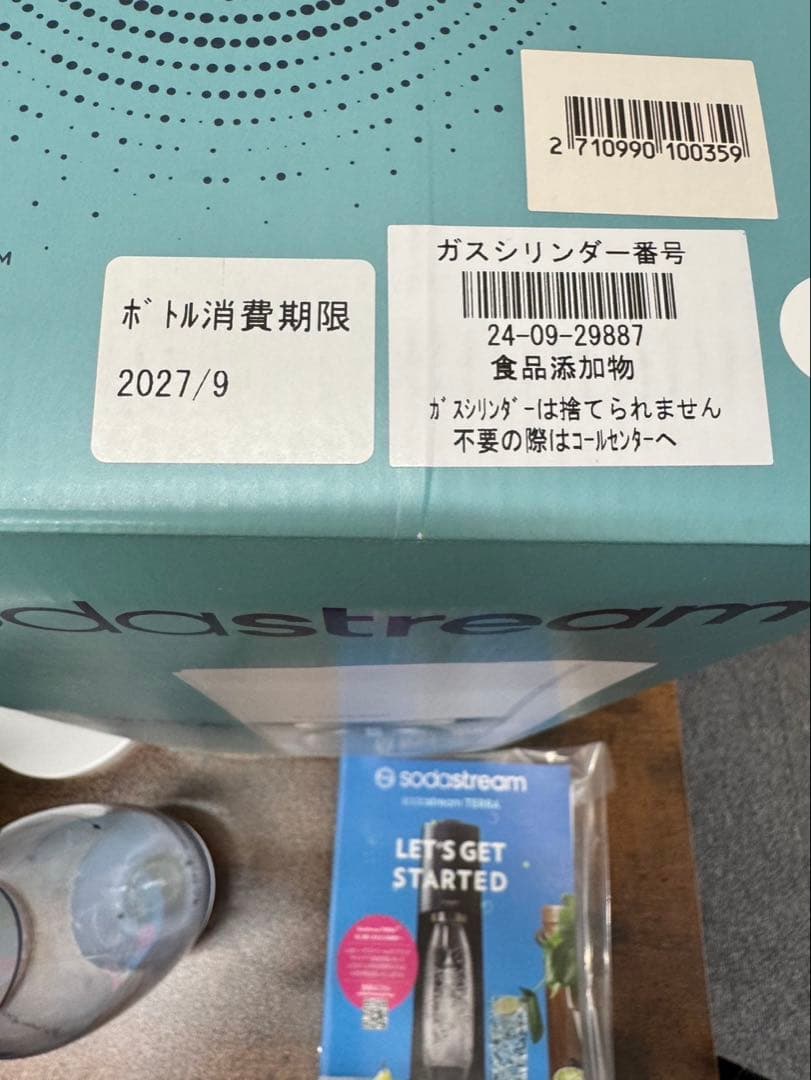 2 710990 100359
M
ガスシリンダー番号
24-09-29887
食品添加物
ｶﾞｽｼﾘﾝﾀﾞｰは捨てられません
不要の際はｺｰﾙｾﾝﾀｰへ
ﾎﾞﾄﾙ消費期限
2027/9
sodastream
sodastream
TERRA
LET'S GET
STARTED